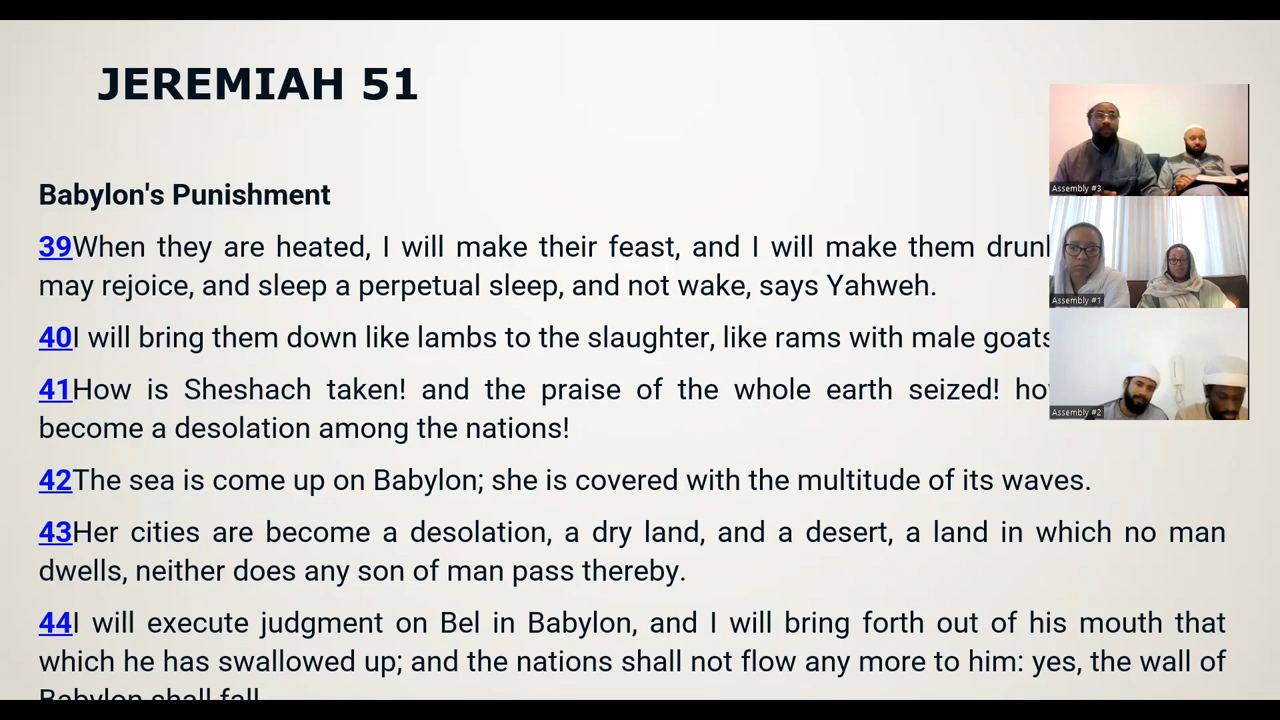 JEREMIAH 51
Babylon's Punishment
39When they are heated, I will make their feast, and I will make them
may rejoice, and sleep a perpetual sleep, and not wake, says Yahweh.
40I will bring them down like lambs to the slaughter, like rams with male goats
41How is Sheshach taken! and the praise of the whole earth seized!
become a desolation among the nations!
42The sea is come up on Babylon; she is covered with the multitude of its waves.
43Her cities are become a desolation, a dry land, and a desert, a land in which no man
dwells, neither does any son of man pass thereby.
44I will execute judgment on Bel in Babylon, and I will bring forth out of his mouth that
which he has swallowed up; and the nations shall not flow any more to him: yes, the wall of
Babylon shall fall
Assembly #3
Assembly #1
Assembly #2